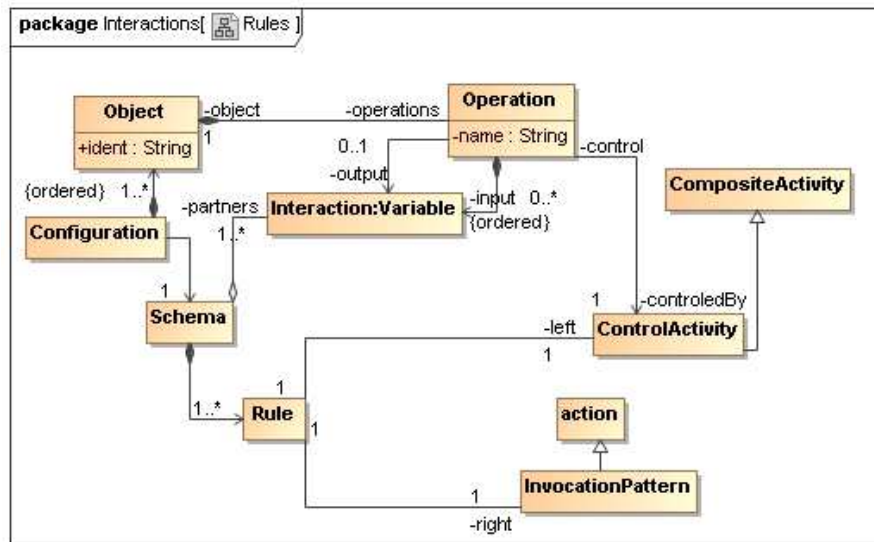 package Interactions[ Rules ]
Object
+ident : String
-object
1
-operations
Operation
-name : String
0..1
-output
-control
CompositeActivity
{ordered} 1..*
-partners
1..*
Interaction:Variable
-input 0..*
{ordered}
Configuration
1
Schema
1
-controledBy
ControlActivity
-left
1
1
1..*
Rule
1
action
InvocationPattern
1
-right